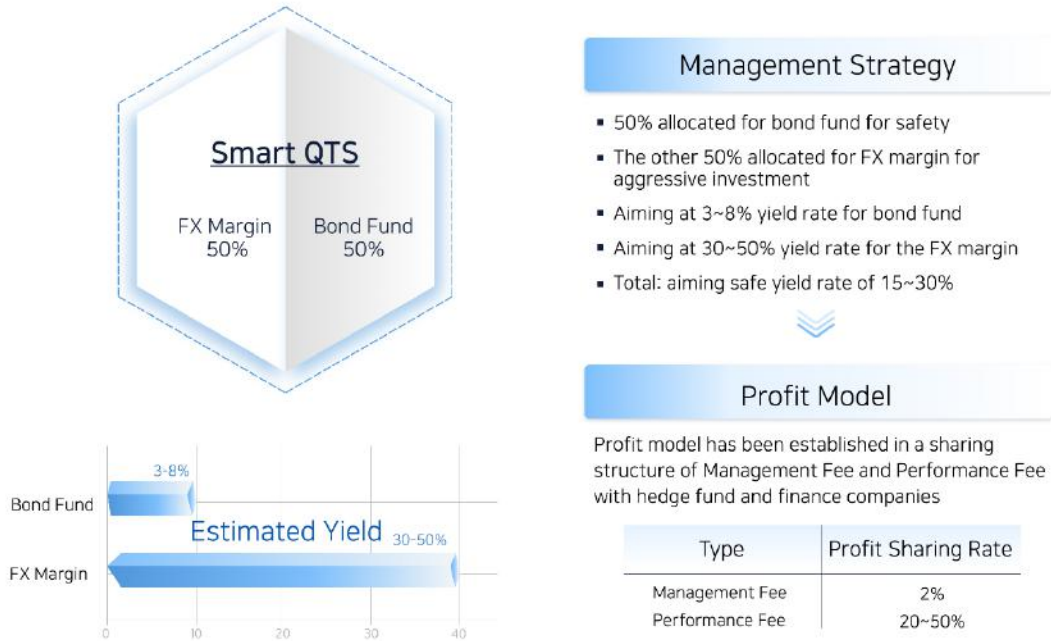 Smart QTS
FX Margin
50%
Bond Fund
50%
Management Strategy
▪ 50% allocated for bond fund for safety
▪ The other 50% allocated for FX margin for
aggressive investment
▪ Aiming at 3~8% yield rate for bond fund
▪ Aiming at 30~50% yield rate for the FX margin
▪ Total: aiming safe yield rate of 15~30%
Profit Model
Profit model has been established in a sharing
structure of Management Fee and Performance Fee
with hedge fund and finance companies
Type Profit Sharing Rate
Management Fee 2%
Performance Fee 20~50%
3-8%
Bond Fund
Estimated Yield
30-50%
FX Margin
0 10 20 30 40